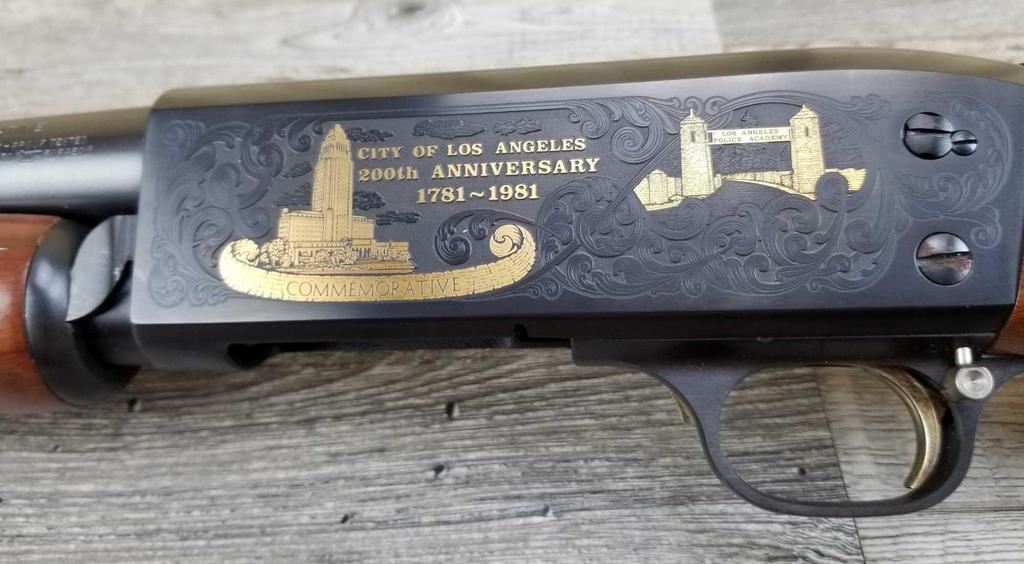 CITY OF LOS ANGELES
200th ANNIVERSARY
1781~1981
COMMEMORATIVE
LOS ANGELES
POLICE ACADEMY